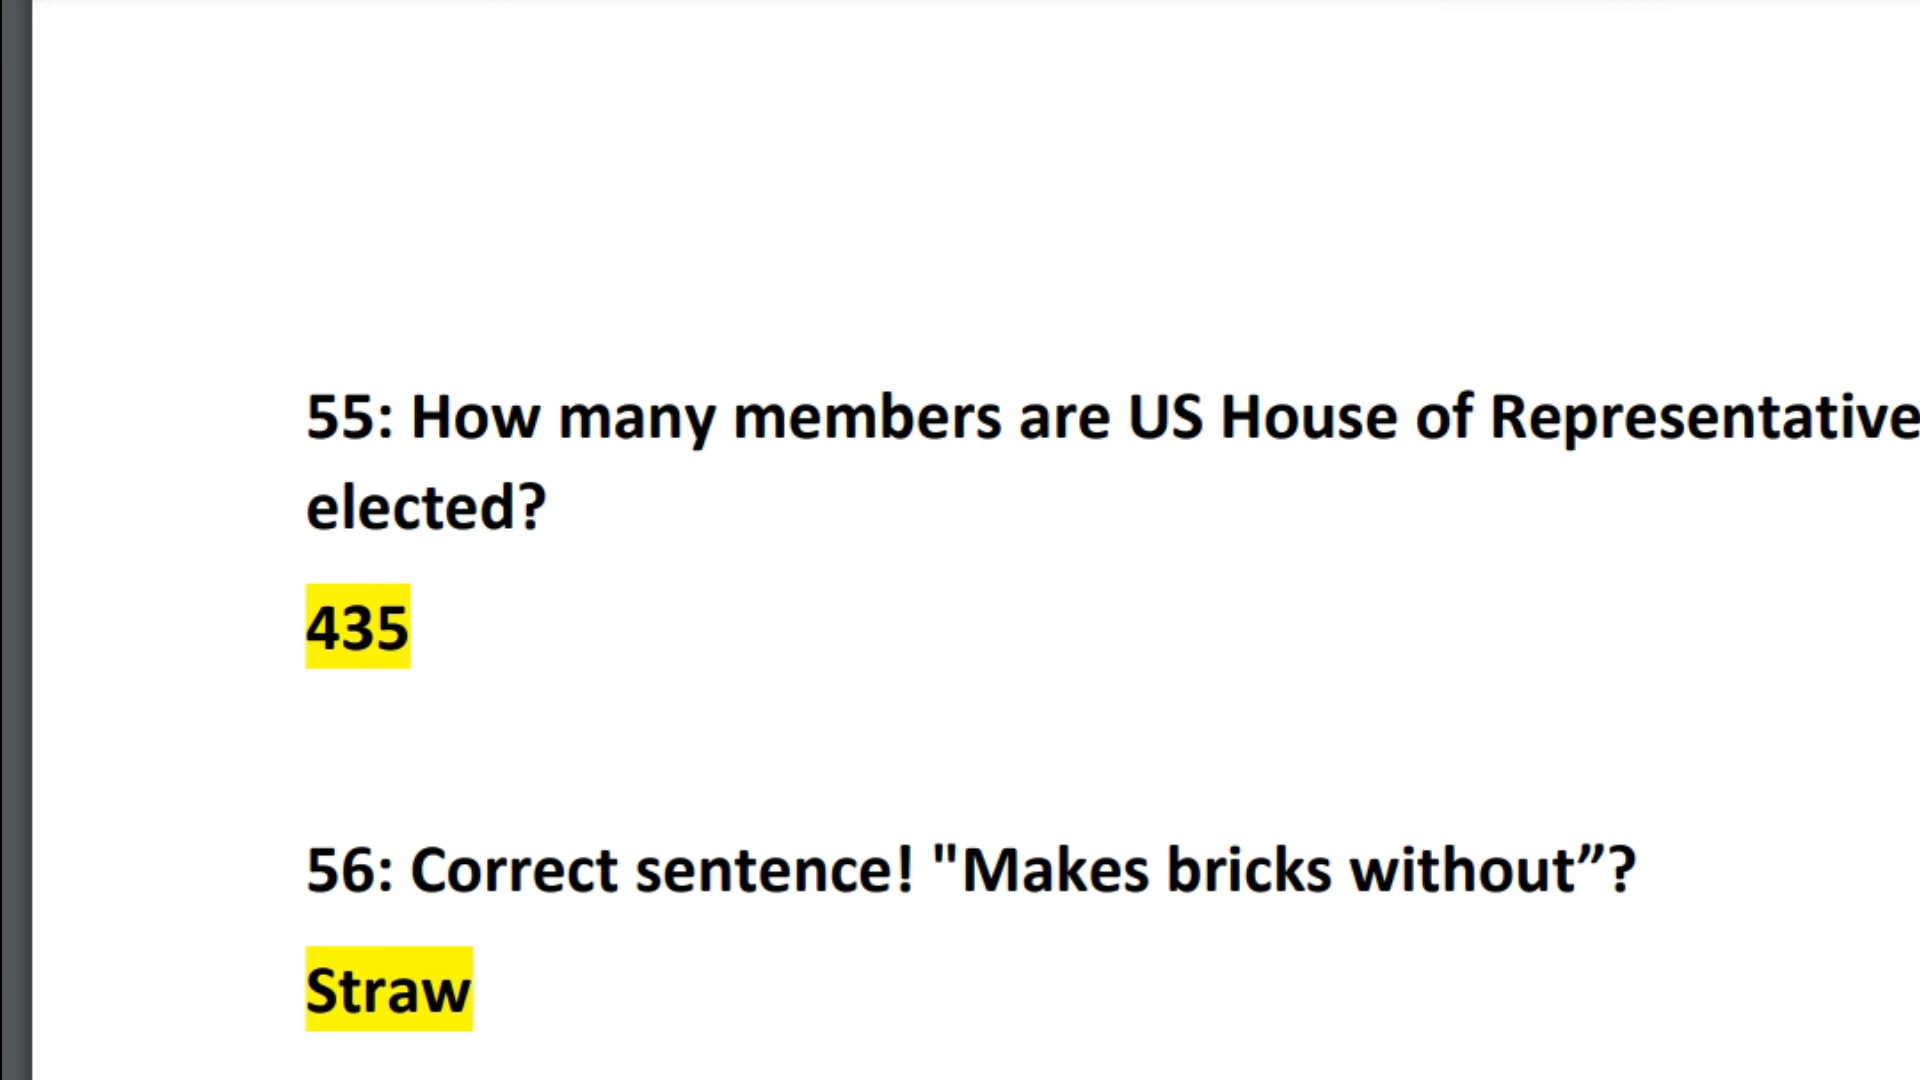 55: How many members are US House of Representative
elected?
435
56: Correct sentence! "Makes bricks without”?
Straw